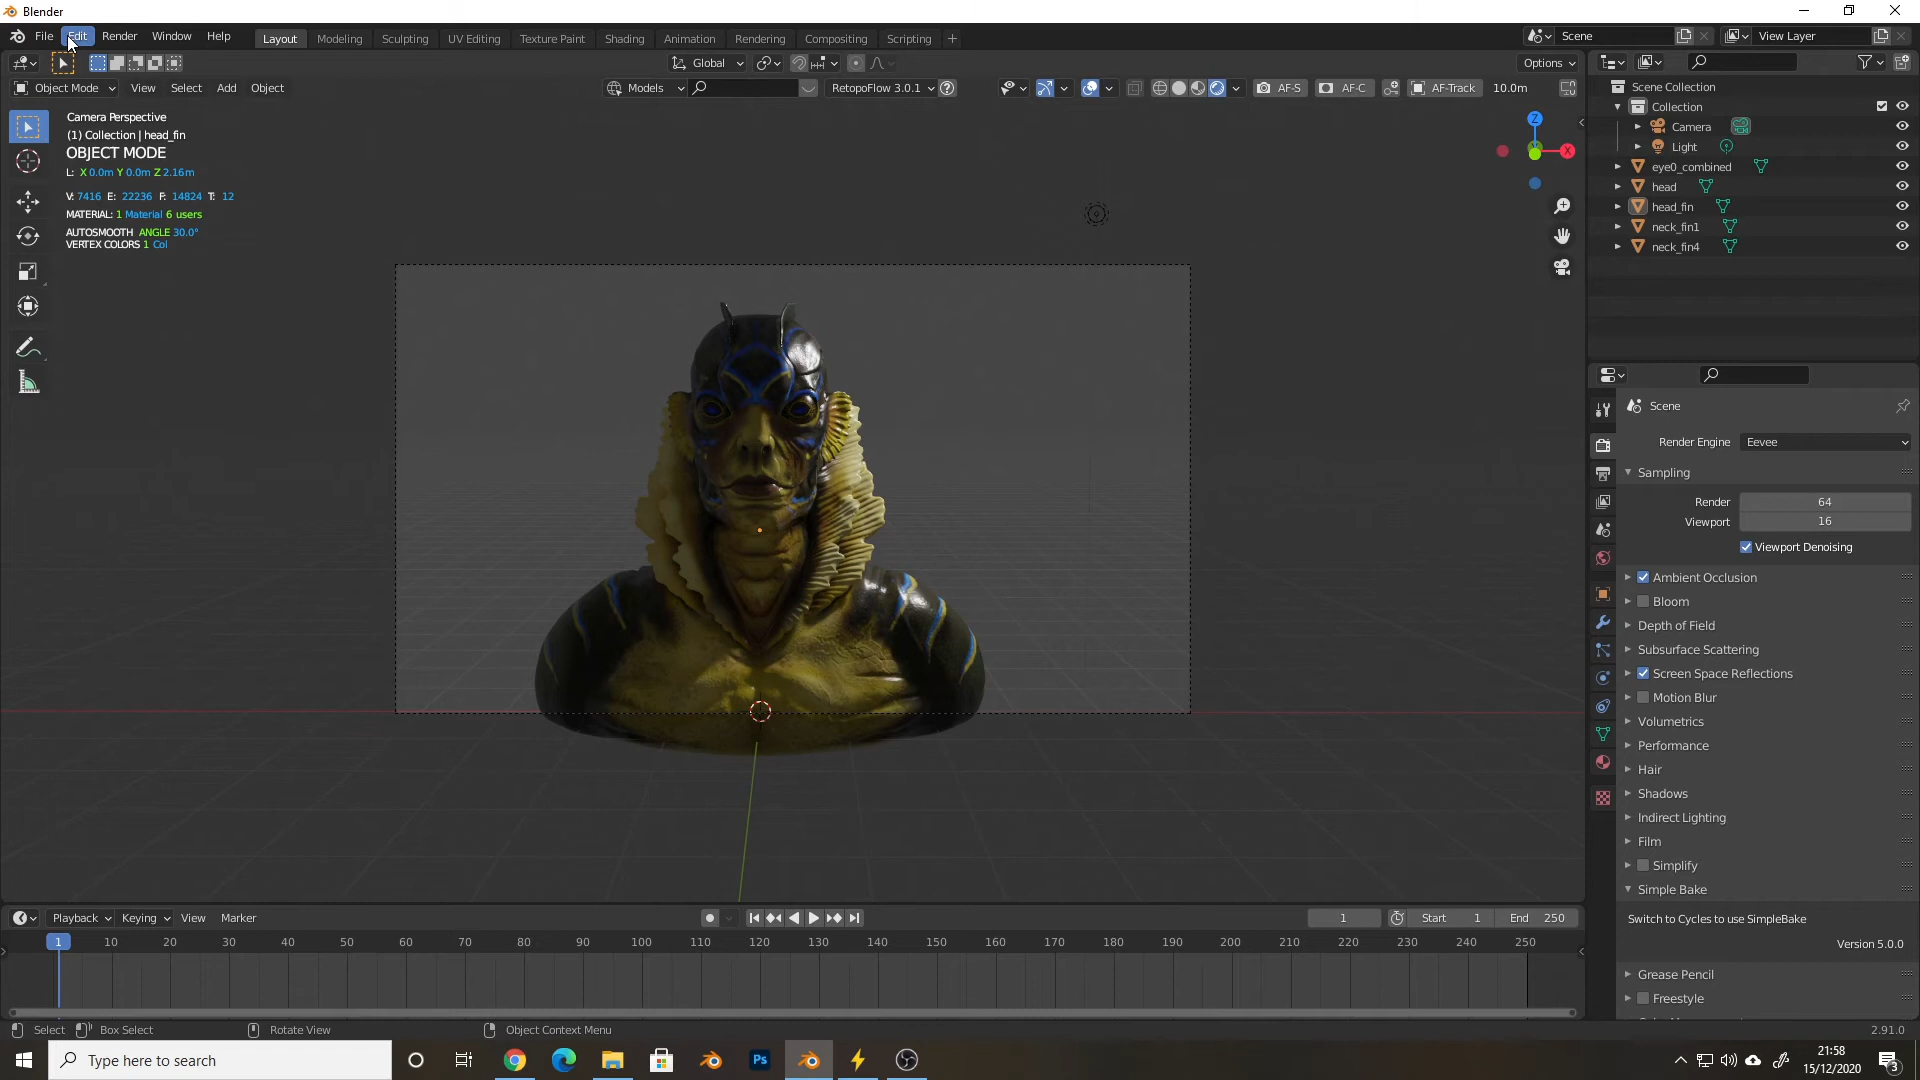 Blender
File Edit Render Window Help
Layout Modeling Sculpting UV Editing Texture Paint Shading Animation Rendering Compositing Scripting +
Scene
View Layer
Global
Options
Object Mode View Select Add Object
Models
RetopoFlow 3.0.1
AF-S AF-C AF-Track 10.0m
Camera Perspective
(1) Collection | head_fin
OBJECT MODE
L: X 0.0m Y 0.0m Z 2.16m
V: 7416 E: 22236 F: 14824 T: 12
MATERIAL: 1 Material 6 users
AUTOSMOOTH ANGLE 30.0°
VERTEX COLORS 1 Col
Z
X
Scene Collection
Collection
Camera
Light
eye0_combined
head
head_fin
neck_fin1
neck_fin4
Scene
Render Engine Eevee
Sampling
Render 64
Viewport 16
Viewport Denoising
Ambient Occlusion
Bloom
Depth of Field
Subsurface Scattering
Screen Space Reflections
Motion Blur
Volumetrics
Performance
Hair
Shadows
Indirect Lighting
Film
Simplify
Simple Bake
Switch to Cycles to use SimpleBake
Version 5.0.0
Grease Pencil
Freestyle
Playback Keying View Marker
1 Start 1 End 250
1 10 20 30 40 50 60 70 80 90 100 110 120 130 140 150 160 170 180 190 200 210 220 230 240 250
Select Box Select Rotate View Object Context Menu
2.91.0
Type here to search
Ps
21:58
15/12/2020
3